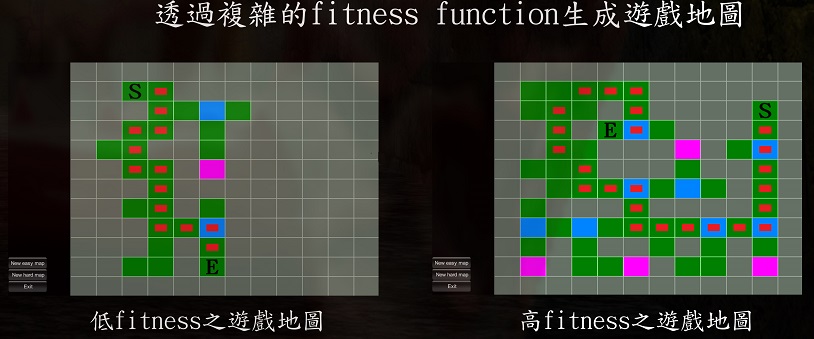 透過複雜的fitness function生成遊戲地圖
S
E
New easy map
New hard map
Exit
S
E
New easy map
New hard map
Exit
低fitness之遊戲地圖
高fitness之遊戲地圖